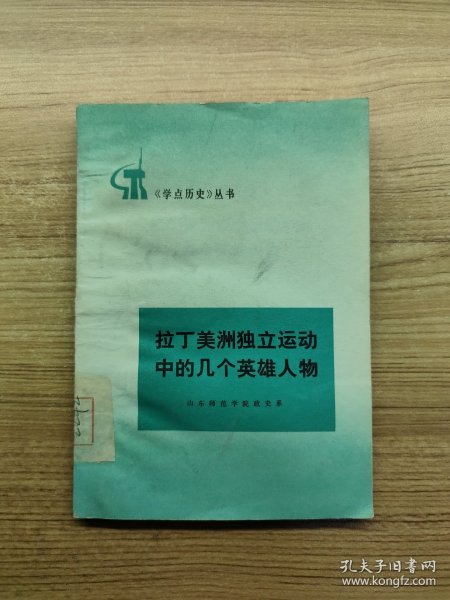 《学点历史》丛书
拉丁美洲独立运动
中的几个英雄人物
山东师范学院政史系
孔夫子旧书网
www.kongfz.com